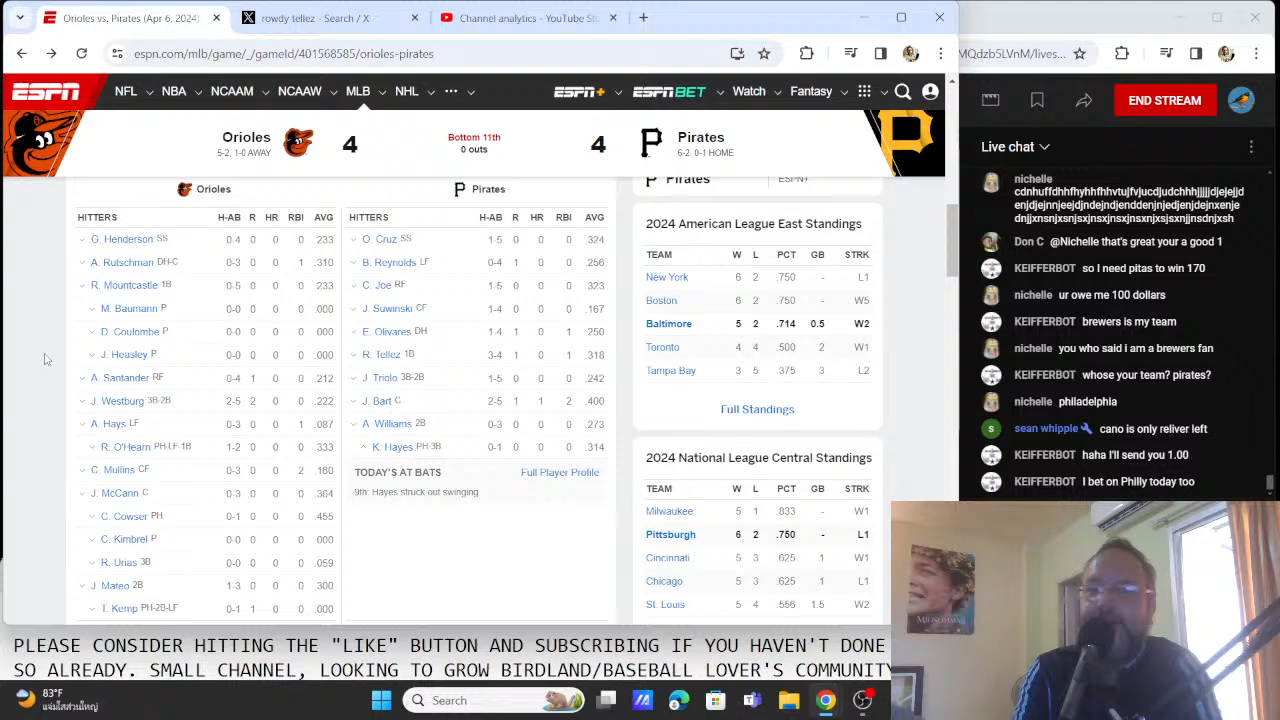 Orioles vs. Pirates (Apr 6, 2024)
rowdy tellez - Search / X
Channel analytics - YouTube Stu
espn.com/mlb/game/_/gameId/401568585/orioles-pirates
MQdzb5LVnM/lives...
ESPN NFL NBA NCAAM NCAAW MLB NHL ESPN+ ESPN BET Watch Fantasy
END STREAM
Orioles 4 Bottom 11th 4 Pirates
5-2, 1-0 AWAY 0 outs 6-2, 0-1 HOME
Orioles
HITTERS H-AB R HR RBI AVG
G. Henderson SS 0-4 0 0 0 .233
A. Rutschman DH-C 0-3 0 0 1 .310
R. Mountcastle 1B 0-5 0 0 0 .233
M. Baumann P 0-0 0 0 0 .000
D. Coulombe P 0-0 0 0 0 .000
J. Heasley P 0-0 0 0 0 .000
A. Santander RF 0-4 1 0 0 .212
J. Westburg 3B-2B 2-5 2 0 0 .222
A. Hays LF 0-3 0 0 0 .087
R. O'Hearn PH-LF-1B 1-2 0 0 0 .333
C. Mullins CF 0-3 0 0 2 .160
J. McCann C 0-3 0 0 0 .364
C. Cowser PH 0-1 0 0 0 .455
C. Kimbrel P 0-0 0 0 0 .000
R. Urias 3B 0-0 0 0 0 .059
J. Mateo 2B 1-3 0 0 0 .300
T. Kemp PH-2B-LF 0-1 1 0 0 .000
Pirates
HITTERS H-AB R HR RBI AVG
O. Cruz SS 1-5 0 0 0 .324
B. Reynolds LF 0-4 1 0 0 .256
C. Joe RF 1-5 0 0 0 .323
J. Suwinski CF 1-4 0 0 0 .167
E. Olivares DH 1-4 1 0 0 .250
R. Tellez 1B 3-4 1 0 1 .318
J. Triolo 3B-2B 1-5 0 0 0 .242
J. Bart C 2-5 1 1 2 .400
A. Williams 2B 0-3 0 0 0 .273
K. Hayes PH-3B 0-1 0 0 0 .314
TODAY'S AT BATS Full Player Profile
9th: Hayes struck out swinging
Pirates ESPN+
2024 American League East Standings
TEAM W L PCT GB STRK
New York 6 2 .750 - L1
Boston 6 2 .750 - W5
Baltimore 5 2 .714 0.5 W2
Toronto 4 4 .500 2 W1
Tampa Bay 3 5 .375 3 L2
Full Standings
2024 National League Central Standings
TEAM W L PCT GB STRK
Milwaukee 5 1 .833 - W1
Pittsburgh 6 2 .750 - L1
Cincinnati 5 3 .625 1 W1
Chicago 5 3 .625 1 L1
St. Louis 5 4 .556 1.5 W2
Live chat
nichelle
Don C @Nichelle that's great your a good 1
KEIFFERBOT so I need pitas to win 170
nichelle ur owe me 100 dollars
KEIFFERBOT brewers is my team
nichelle you who said i am a brewers fan
KEIFFERBOT whose your team? pirates?
nichelle philadelphia
sean whipple cano is only reliver left
KEIFFERBOT haha I'll send you 1.00
KEIFFERBOT I bet on Philly today too
MIDSOMMAR
PLEASE CONSIDER HITTING THE "LIKE" BUTTON AND SUBSCRIBING IF YOU HAVEN'T DONE
SO ALREADY. SMALL CHANNEL, LOOKING TO GROW BIRDLAND/BASEBALL LOVER'S COMMUNITY
83°F
แจ่มใสส่วนใหญ่
Search